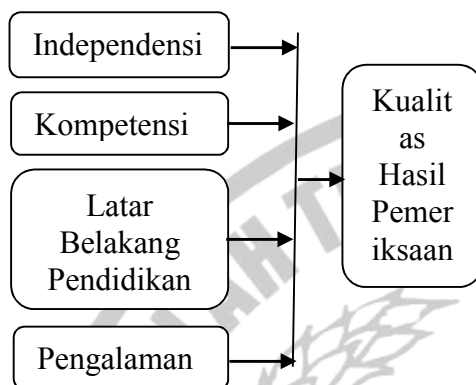 Independensi
Kompetensi
Latar
Belakang
Pendidikan
Pengalaman
Kualit
as
Hasil
Pemer
iksaan